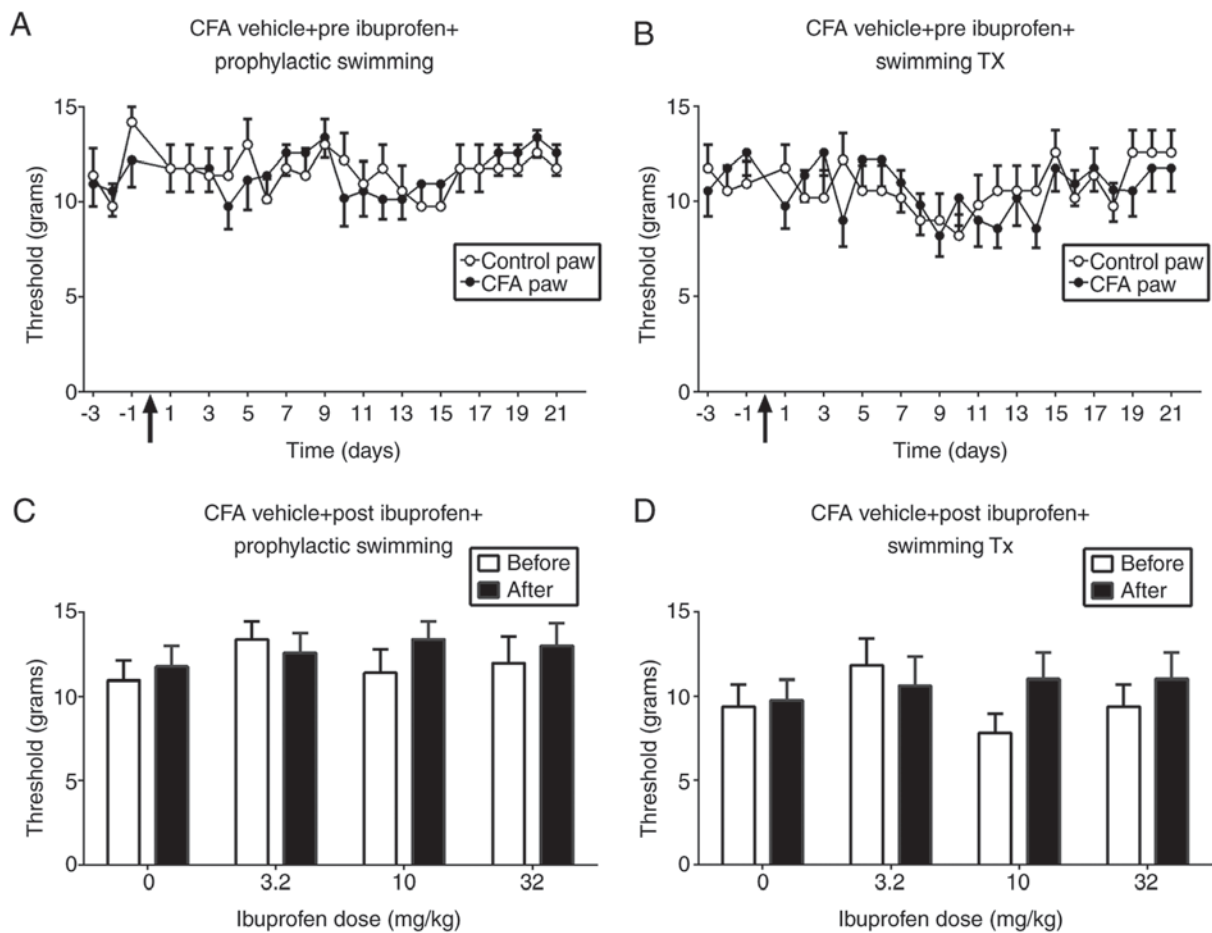 A
CFA vehicle+pre ibuprofen+
prophylactic swimming
15
10
5
0
Threshold (grams)
Control paw
CFA paw
-3 -1 1 3 5 7 9 11 13 15 17 19 21
Time (days)
B
CFA vehicle+pre ibuprofen+
swimming TX
15
10
5
0
Threshold (grams)
Control paw
CFA paw
-3 -1 1 3 5 7 9 11 13 15 17 19 21
Time (days)
C
CFA vehicle+post ibuprofen+
prophylactic swimming
Before
After
15
10
5
0
Threshold (grams)
0 3.2 10 32
Ibuprofen dose (mg/kg)
D
CFA vehicle+post ibuprofen+
swimming Tx
Before
After
15
10
5
0
Threshold (grams)
0 3.2 10 32
Ibuprofen dose (mg/kg)